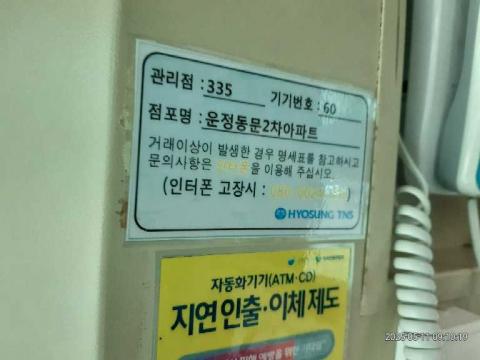 관리점 : 335 기기번호 : 60
점포명 : 운정동문2차아파트
거래이상이 발생한 경우 명세표를 참고하시고
문의사항은 인터폰을 이용해 주십시오.
(인터폰 고장시 :
HYOSUNG TNS
자동화기기(ATM·CD)
지연 인출·이체 제도